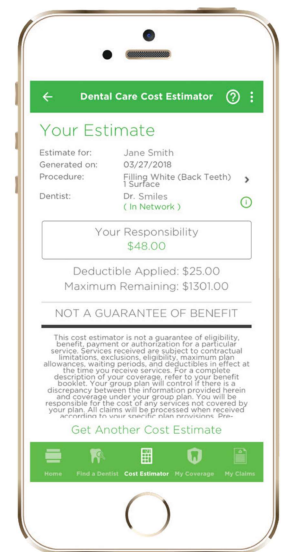 Dental Care Cost Estimator ?
Your Estimate
Estimate for: Jane Smith
Generated on: 03/27/2018
Procedure: Filling White (Back Teeth)
1 Surface
Dentist: Dr. Smiles
( In Network )
Your Responsibility
$48.00
Deductible Applied: $25.00
Maximum Remaining: $1301.00
NOT A GUARANTEE OF BENEFIT
This cost estimator is not a guarantee of eligibility,
benefit, payment or authorization for a particular
service. Services received are subject to contractual
limitations, exclusions, eligibility, maximum plan
allowances, waiting periods, and deductibles in effect at
the time you receive services. For a complete
description of your coverage, refer to your benefit
booklet. Your group plan will control if there is a
discrepancy between the information provided herein
and coverage under your group plan. You will be
responsible for the cost of any services not covered by
your plan. All claims will be processed when received
according to your specific plan provisions. Pre-
Get Another Cost Estimate
Home Find a Dentist Cost Estimator My Coverage My Claims